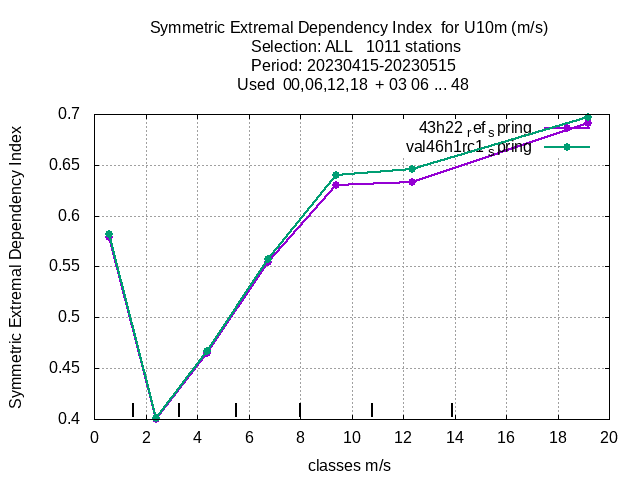 Symmetric Extremal Dependency Index for U10m (m/s)
Selection: ALL 1011 stations
Period: 20230415-20230515
Used 00,06,12,18 + 03 06 ... 48
43h22_ref_spring
val46h1rc1_spring
Symmetric Extremal Dependency Index
0.7
0.65
0.6
0.55
0.5
0.45
0.4
0 2 4 6 8 10 12 14 16 18 20
classes m/s